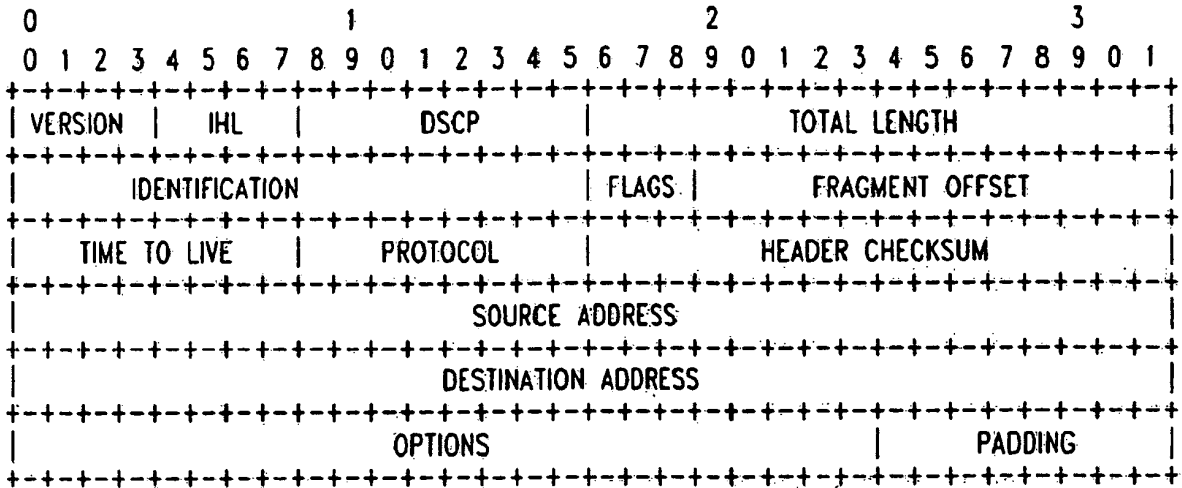 0 1 2 3
0 1 2 3 4 5 6 7 8 9 0 1 2 3 4 5 6 7 8 9 0 1 2 3 4 5 6 7 8 9 0 1
+-+-+-+-+-+-+-+-+-+-+-+-+-+-+-+-+-+-+-+-+-+-+-+-+-+-+-+-+-+-+-+-+
| VERSION | IHL | DSCP | TOTAL LENGTH |
+-+-+-+-+-+-+-+-+-+-+-+-+-+-+-+-+-+-+-+-+-+-+-+-+-+-+-+-+-+-+-+-+
| IDENTIFICATION | FLAGS | FRAGMENT OFFSET |
+-+-+-+-+-+-+-+-+-+-+-+-+-+-+-+-+-+-+-+-+-+-+-+-+-+-+-+-+-+-+-+-+
| TIME TO LIVE | PROTOCOL | HEADER CHECKSUM |
+-+-+-+-+-+-+-+-+-+-+-+-+-+-+-+-+-+-+-+-+-+-+-+-+-+-+-+-+-+-+-+-+
| SOURCE ADDRESS |
+-+-+-+-+-+-+-+-+-+-+-+-+-+-+-+-+-+-+-+-+-+-+-+-+-+-+-+-+-+-+-+-+
| DESTINATION ADDRESS |
+-+-+-+-+-+-+-+-+-+-+-+-+-+-+-+-+-+-+-+-+-+-+-+-+-+-+-+-+-+-+-+-+
| OPTIONS | PADDING |
+-+-+-+-+-+-+-+-+-+-+-+-+-+-+-+-+-+-+-+-+-+-+-+-+-+-+-+-+-+-+-+-+